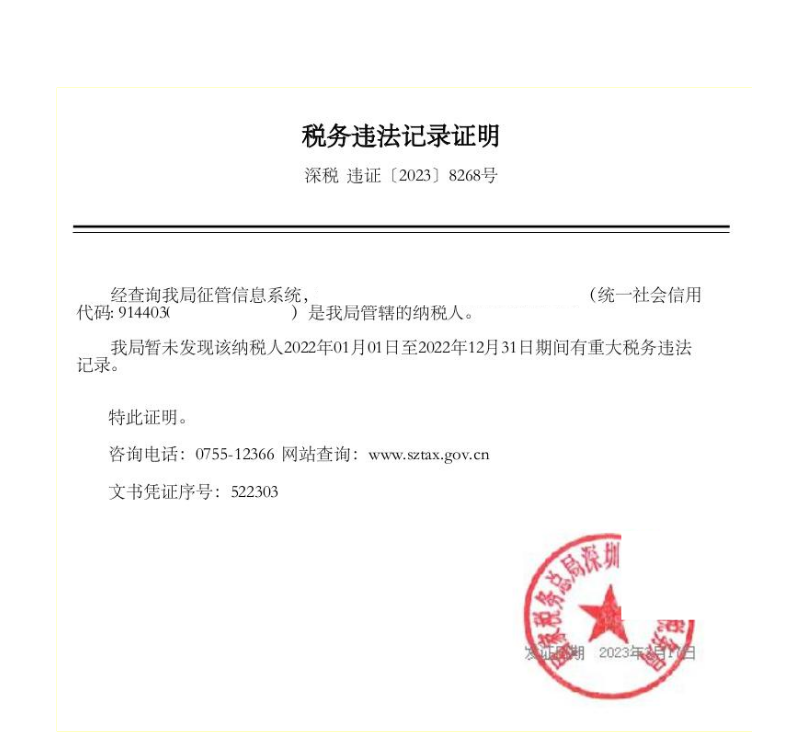 税务违法记录证明
深税 违证〔2023〕8268号
经查询我局征管信息系统,（统一社会信用
代码: 914403 ）是我局管辖的纳税人。
我局暂未发现该纳税人2022年01月01日至2022年12月31日期间有重大税务违法
记录。
特此证明。
咨询电话：0755-12366 网站查询：www.sztax.gov.cn
文书凭证序号：522303
国家税务总局深圳
税务局
发证日期 2023年 月17日